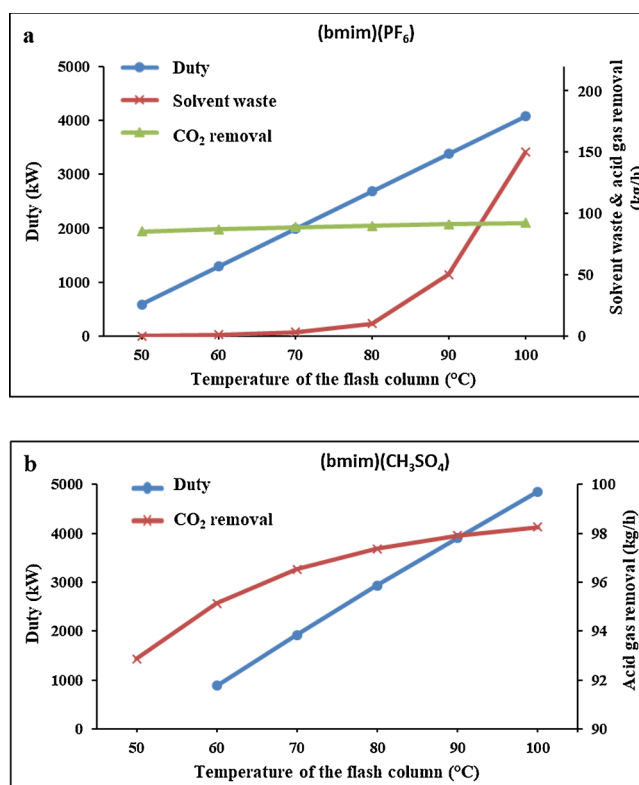 a
(bmim)(PF₆)
Duty
Solvent waste
CO₂ removal
5000
4000
3000
2000
1000
0
Duty (kW)
200
150
100
50
0
Solvent waste & acid gas removal
(kg/h)
50 60 70 80 90 100
Temperature of the flash column (°C)
b
(bmim)(CH₃SO₄)
Duty
CO₂ removal
5000
4000
3000
2000
1000
0
Duty (kW)
100
98
96
94
92
90
Acid gas removal (kg/h)
50 60 70 80 90 100
Temperature of the flash column (°C)